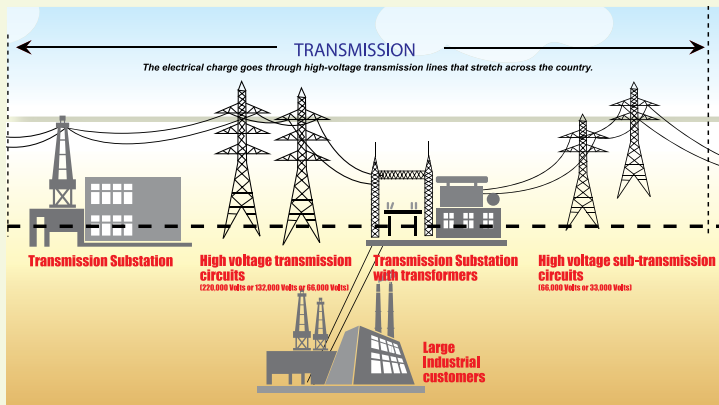 TRANSMISSION
The electrical charge goes through high-voltage transmission lines that stretch across the country.
Transmission Substation
High voltage transmission
circuits
(220,000 Volts or 132,000 Volts or 66,000 Volts)
Transmission Substation
with transformers
High voltage sub-transmission
circuits
(66,000 Volts or 33,000 Volts)
Large
Industrial
customers